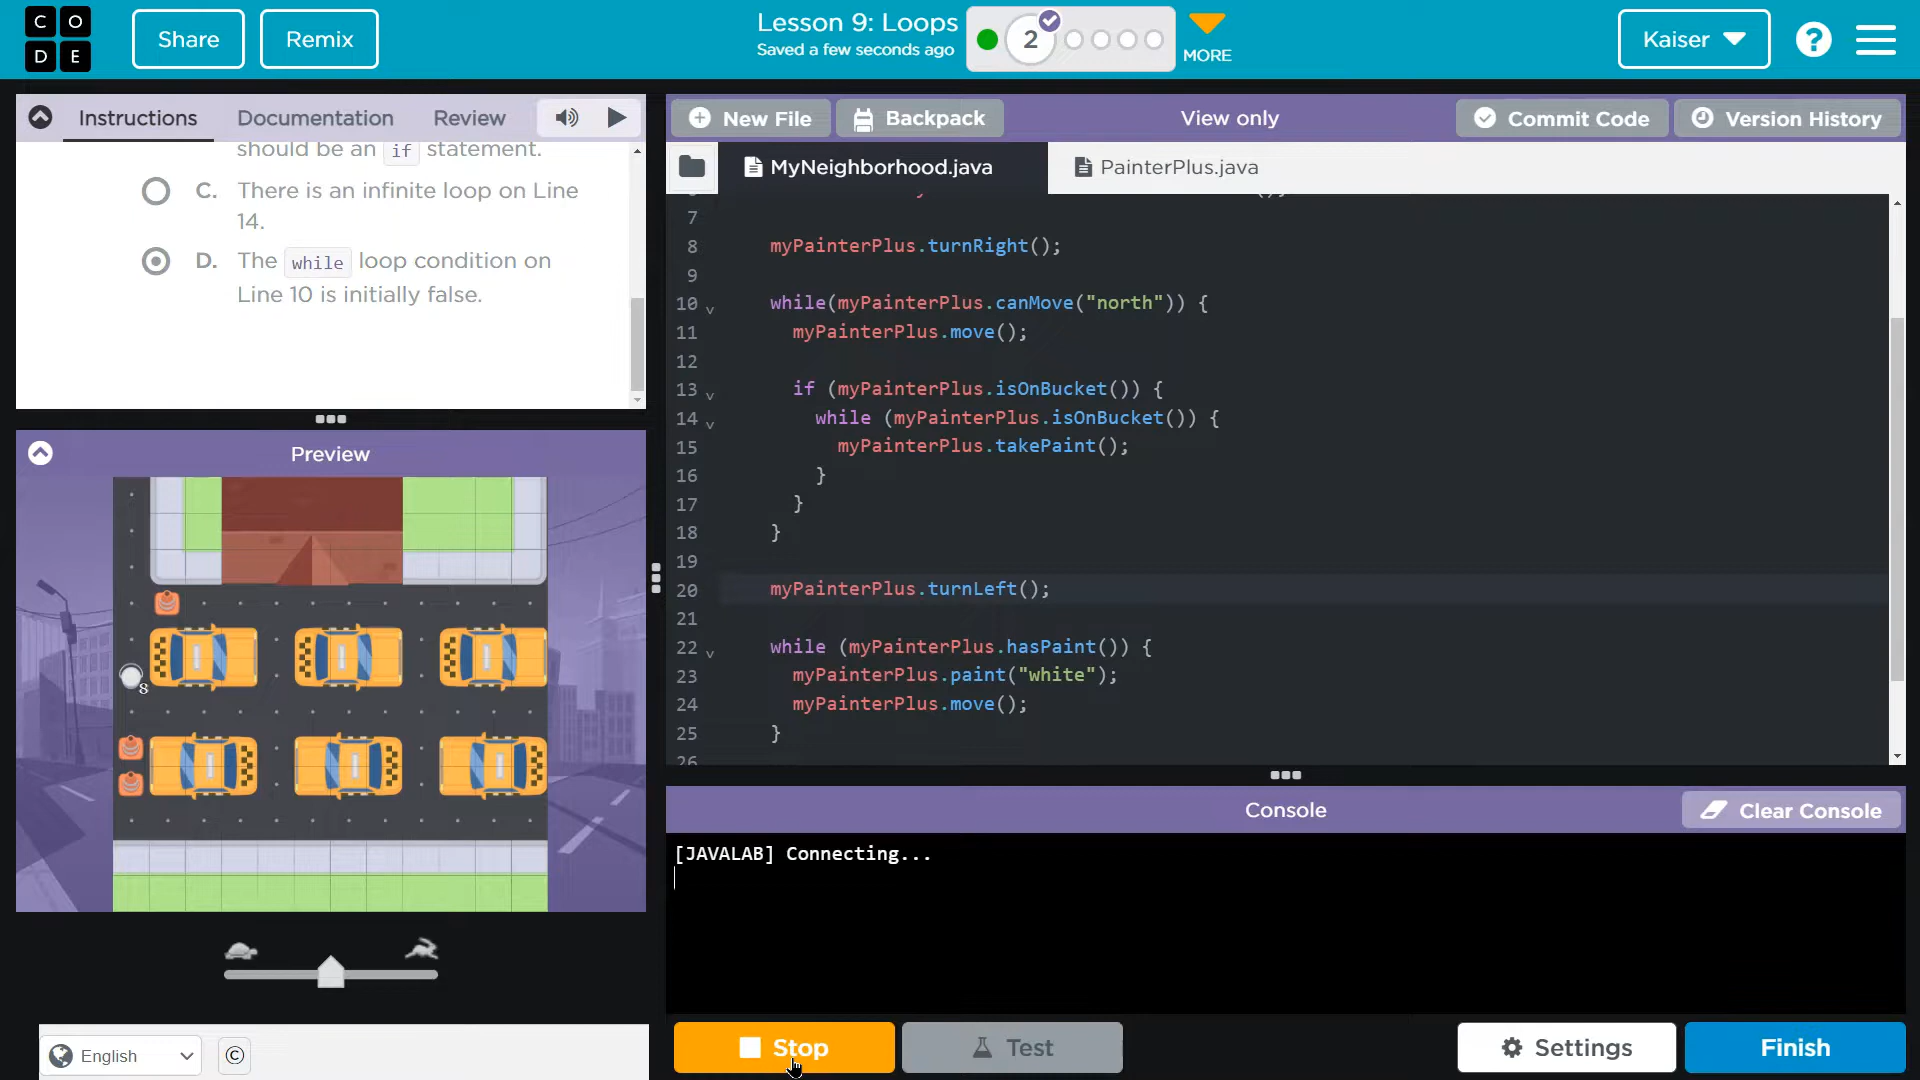 C O
D E
Share
Remix
Lesson 9: Loops
Saved a few seconds ago
2
MORE
Kaiser
?
Instructions
Documentation
Review
should be an if statement.
C. There is an infinite loop on Line
14.
D. The while loop condition on
Line 10 is initially false.
Preview
8
English
©
New File
Backpack
View only
Commit Code
Version History
MyNeighborhood.java
PainterPlus.java
7
8 myPainterPlus.turnRight();
9
10 while(myPainterPlus.canMove("north")) {
11 myPainterPlus.move();
12
13 if (myPainterPlus.isOnBucket()) {
14 while (myPainterPlus.isOnBucket()) {
15 myPainterPlus.takePaint();
16 }
17 }
18 }
19
20 myPainterPlus.turnLeft();
21
22 while (myPainterPlus.hasPaint()) {
23 myPainterPlus.paint("white");
24 myPainterPlus.move();
25 }
26
Console
Clear Console
[JAVALAB] Connecting...
Stop
Test
Settings
Finish